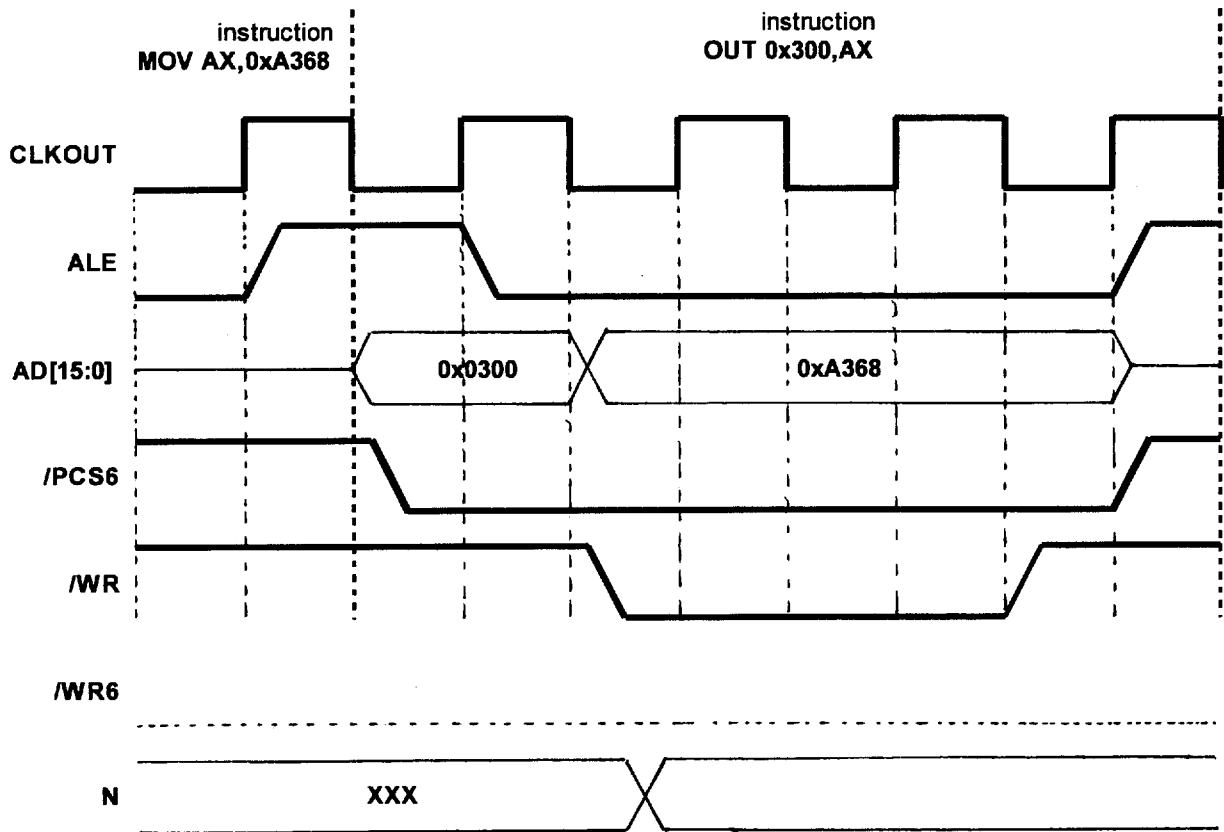 instruction
MOV AX,0xA368
instruction
OUT 0x300,AX
CLKOUT
ALE
AD[15:0]
0x0300
0xA368
/PCS6
/WR
/WR6
N
XXX